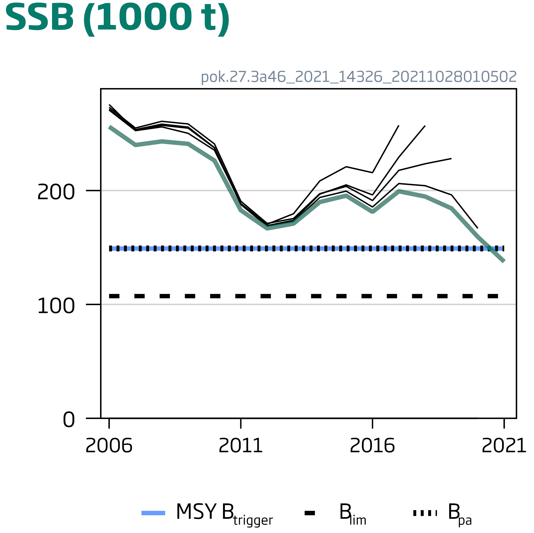 SSB (1000 t)
pok.27.3a46_2021_14326_20211028010502
200
100
0
2006 2011 2016 2021
MSY Btrigger Blim Bpa